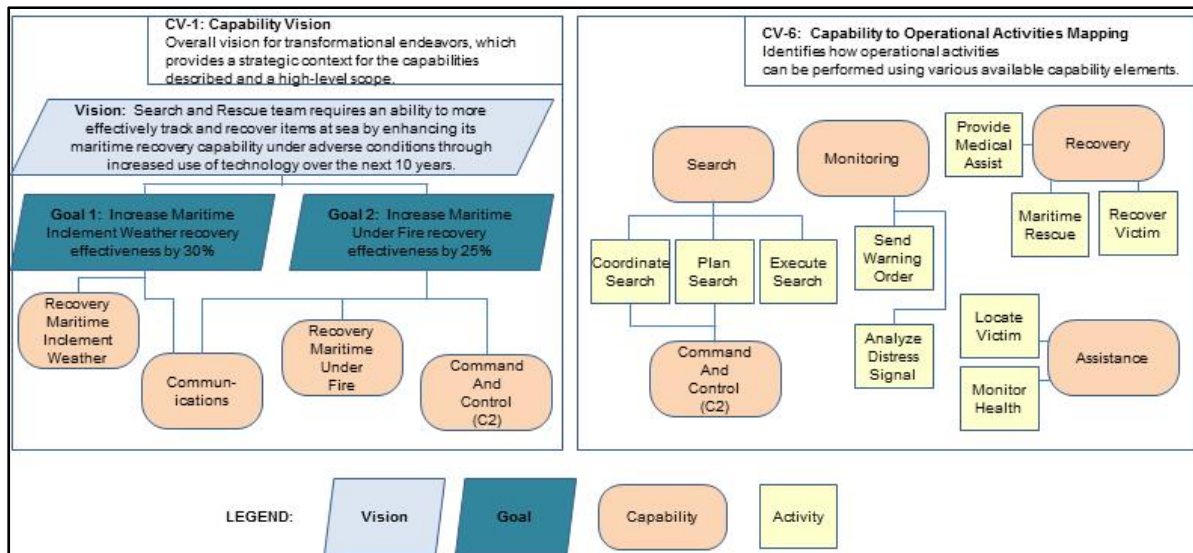 CV-1: Capability Vision
Overall vision for transformational endeavors, which
provides a strategic context for the capabilities
described and a high-level scope.
Vision: Search and Rescue team requires an ability to more
effectively track and recover items at sea by enhancing its
maritime recovery capability under adverse conditions through
increased use of technology over the next 10 years.
Goal 1: Increase Maritime
Inclement Weather recovery
effectiveness by 30%
Goal 2: Increase Maritime
Under Fire recovery
effectiveness by 25%
Recovery
Maritime
Inclement
Weather
Commun-
ications
Recovery
Maritime
Under
Fire
Command
And
Control
(C2)
CV-6: Capability to Operational Activities Mapping
Identifies how operational activities
can be performed using various available capability elements.
Search
Coordinate
Search
Plan
Search
Execute
Search
Command
And
Control
(C2)
Monitoring
Send
Warning
Order
Analyze
Distress
Signal
Provide
Medical
Assist
Recovery
Maritime
Rescue
Recover
Victim
Locate
Victim
Monitor
Health
Assistance
LEGEND:
Vision
Goal
Capability
Activity